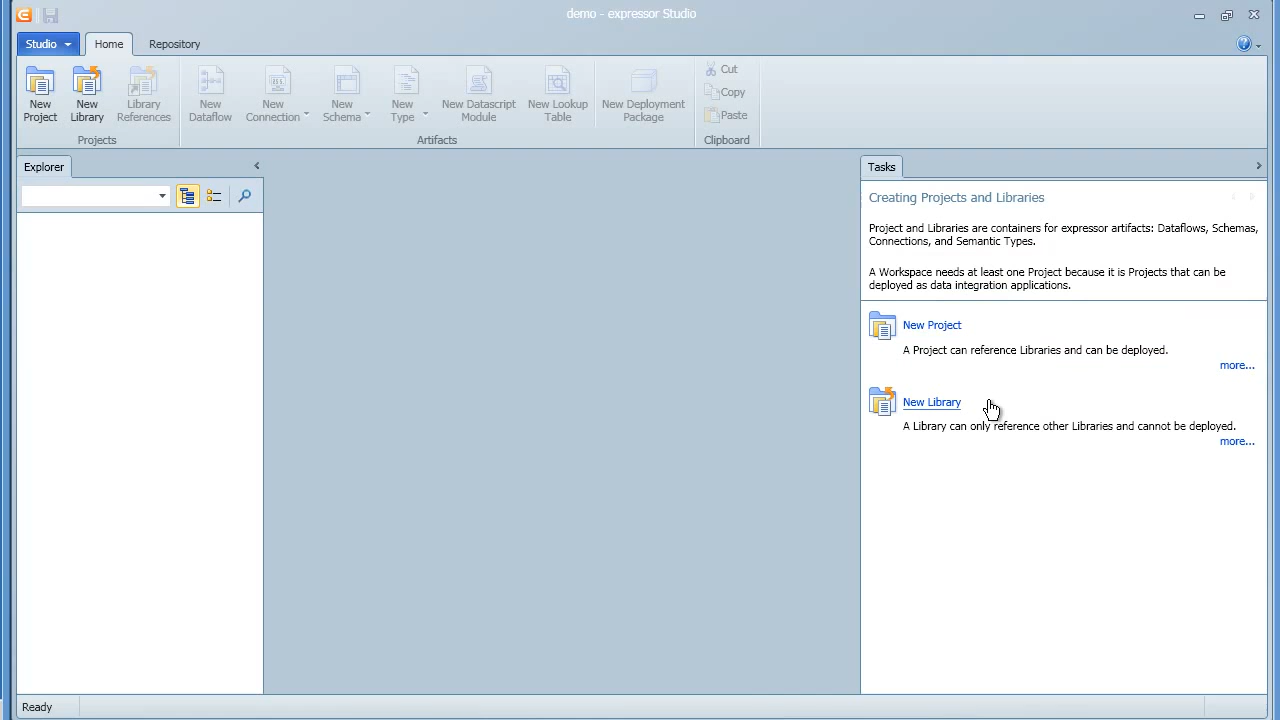 demo - expressor Studio
Studio Home Repository
New Project
New Library
Library References
New Dataflow
New Connection
New Schema
New Type
New Datascript Module
New Lookup Table
New Deployment Package
Cut
Copy
Paste
Projects
Artifacts
Clipboard
Explorer
Tasks
Creating Projects and Libraries
Project and Libraries are containers for expressor artifacts: Dataflows, Schemas,
Connections, and Semantic Types.
A Workspace needs at least one Project because it is Projects that can be
deployed as data integration applications.
New Project
A Project can reference Libraries and can be deployed.
more...
New Library
A Library can only reference other Libraries and cannot be deployed.
more...
Ready